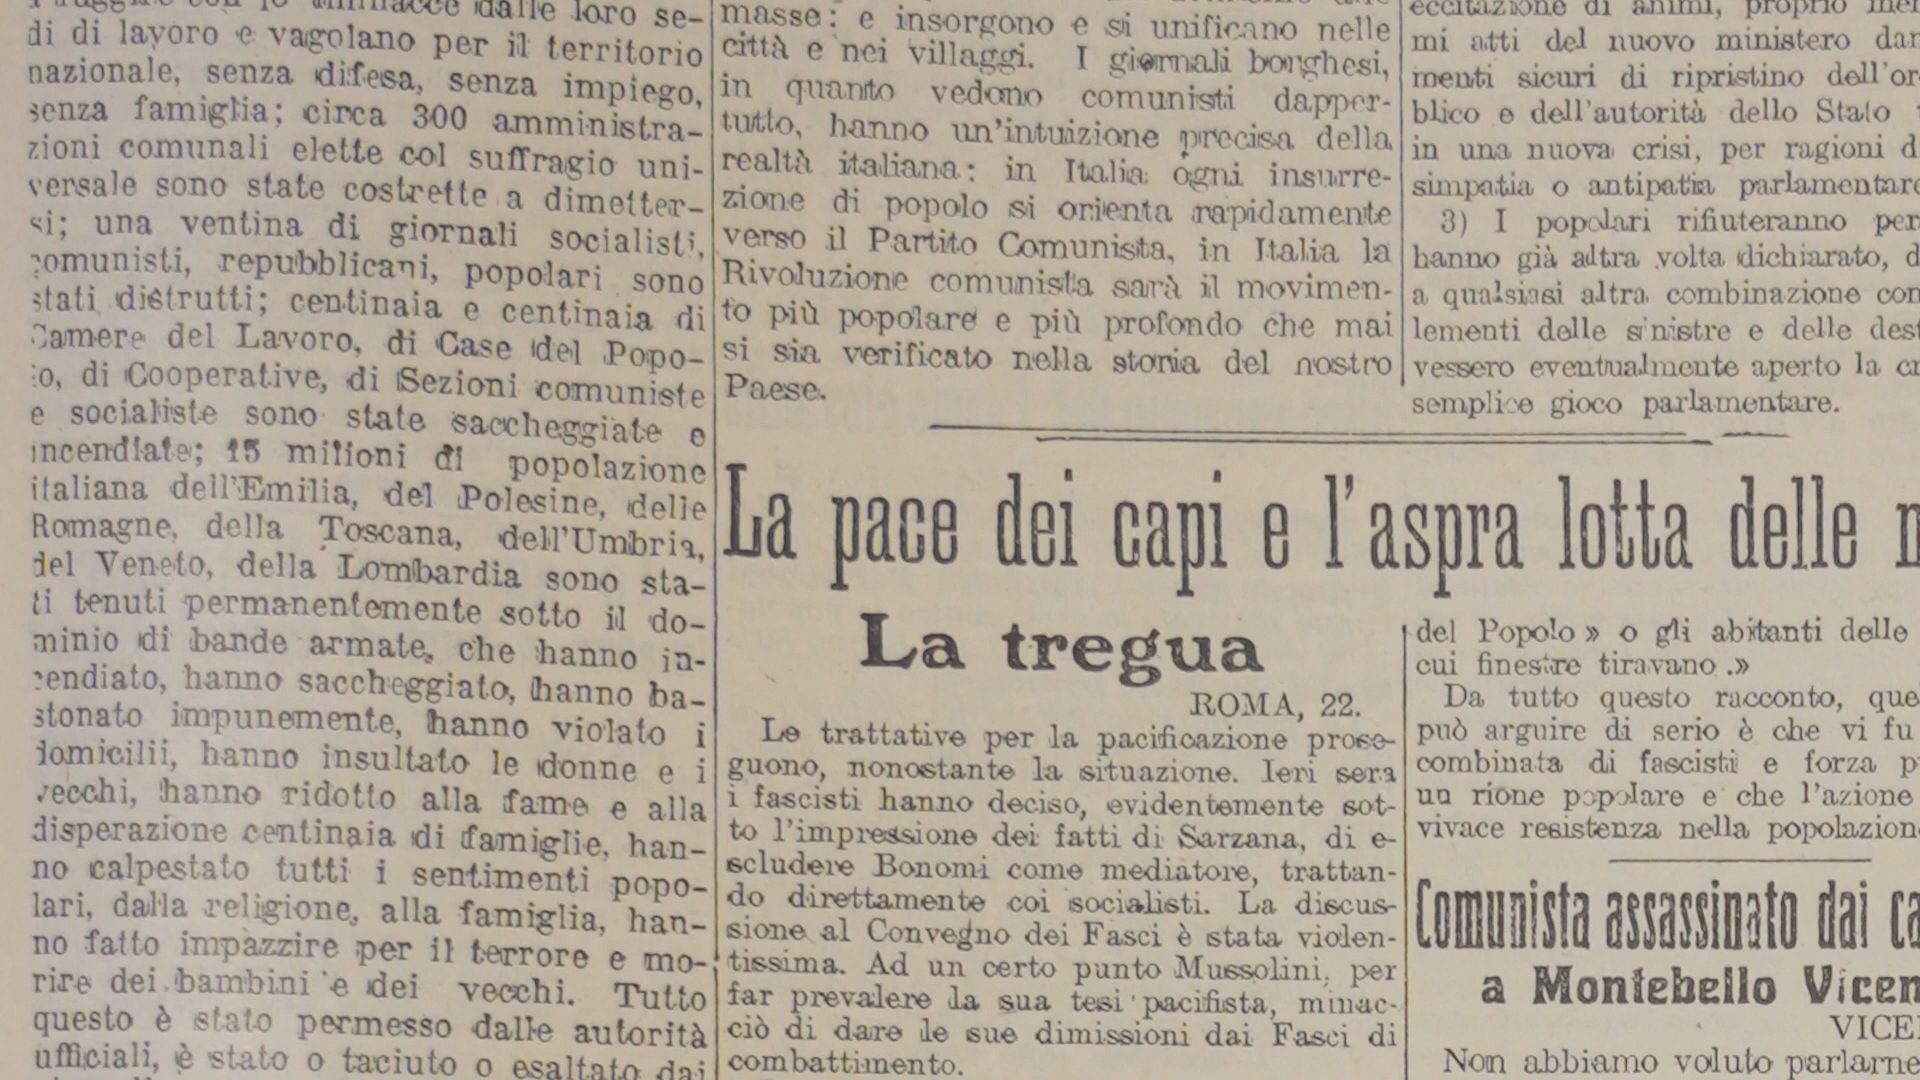 dalle loro se-
di di lavoro e vagolano per il territorio
nazionale, senza difesa, senza impiego,
senza famiglia; circa 300 amministra-
zioni comunali elette col suffragio uni-
versale sono state costrette a dimetter-
si; una ventina di giornali socialisti,
comunisti, repubblicani, popolari sono
stati distrutti; centinaia e centinaia di
Camere del Lavoro, di Case del Popo-
lo, di Cooperative, di Sezioni comuniste
e socialiste sono state saccheggiate e
incendiate; 15 milioni di popolazione
italiana dell'Emilia, del Polesine, delle
Romagne, della Toscana, dell'Umbria,
del Veneto, della Lombardia sono sta-
ti tenuti permanentemente sotto il do-
minio di bande armate, che hanno in-
cendiato, hanno saccheggiato, hanno ba-
stonato impunemente, hanno violato i
domicilii, hanno insultato le donne e i
vecchi, hanno ridotto alla fame e alla
disperazione centinaia di famiglie, han-
no calpestato tutti i sentimenti popo-
lari, dalla religione, alla famiglia, han-
no fatto impazzire per il terrore e mo-
rire dei bambini e dei vecchi. Tutto
questo è stato permesso dalle autorità
ufficiali, è stato o taciuto o esaltato dai
masse: e insorgono e si unificano nelle
città e nei villaggi. I giornali borghesi,
in quanto vedono comunisti dapper-
tutto, hanno un'intuizione precisa della
realtà italiana: in Italia ogni insurre-
zione di popolo si orienta rapidamente
verso il Partito Comunista, in Italia la
Rivoluzione comunista sarà il movimen-
to più popolare e più profondo che mai
si sia verificato nella storia del nostro
Paese.
eccitazione di animi, proprio
mi atti del nuovo ministero dan
menti sicuri di ripristino dell'or
blico e dell'autorità dello Stato
in una nuova crisi, per ragioni d
simpatia o antipatia parlamentare
3) I popolari rifiuteranno per
hanno già altra volta dichiarato, d
a qualsiasi altra combinazione con
lementi delle sinistre e delle dest
vessero eventualmente aperto la cr
semplice gioco parlamentare.
La pace dei capi e l'aspra lotta delle
La tregua
ROMA, 22.
Le trattative per la pacificazione prose-
guono, nonostante la situazione. Ieri sera
i fascisti hanno deciso, evidentemente sot-
to l'impressione dei fatti di Sarzana, di e-
scludere Bonomi come mediatore, trattan-
do direttamente coi socialisti. La discus-
sione al Convegno dei Fasci è stata violen-
tissima. Ad un certo punto Mussolini, per
far prevalere la sua tesi pacifista, minac-
ciò di dare le sue dimissioni dai Fasci di
combattimento.
del Popolo» o gli abitanti delle
cui finestre tiravano.»
Da tutto questo racconto, que
può arguire di serio è che vi fu
combinata di fascisti e forza p
un rione popolare e che l'azione
vivace resistenza nella popolazion
Comunista assassinato dai ca
a Montebello Vicen
VICE
Non abbiamo voluto parlarne